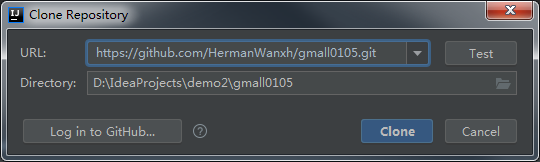 Clone Repository
URL: https://github.com/HermanWanxh/gmall0105.git Test
Directory: D:\IdeaProjects\demo2\gmall0105
Log in to GitHub... ? Clone Cancel